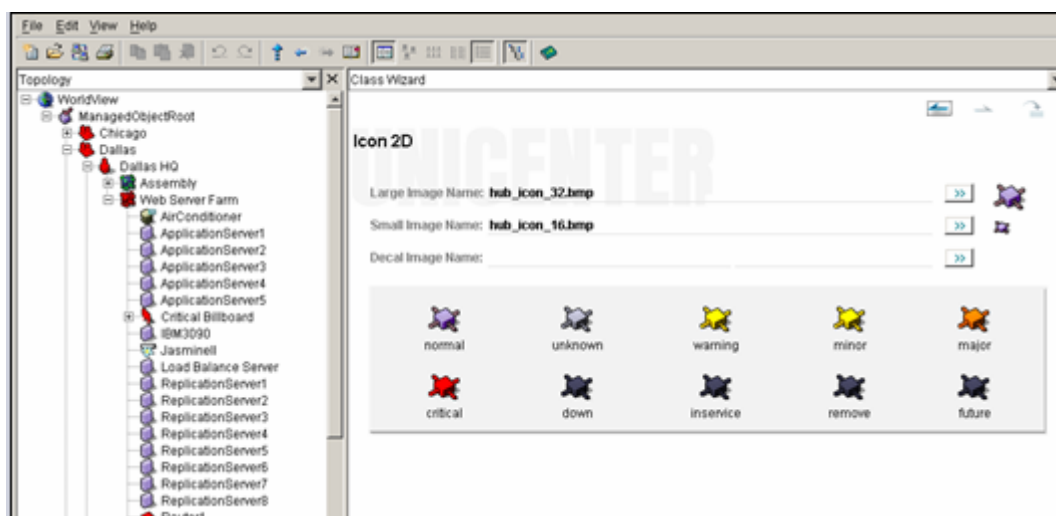 File Edit View Help
Topology
Class Wizard
WorldView
ManagedObjectRoot
Chicago
Dallas
Dallas HQ
Assembly
Web Server Farm
AirConditioner
ApplicationServer1
ApplicationServer2
ApplicationServer3
ApplicationServer4
ApplicationServer5
Critical Billboard
IBM3090
JasmineII
Load Balance Server
ReplicationServer1
ReplicationServer2
ReplicationServer3
ReplicationServer4
ReplicationServer5
ReplicationServer6
ReplicationServer7
ReplicationServer8
UNICENTER
Icon 2D
Large Image Name: hub_icon_32.bmp >>
Small Image Name: hub_icon_16.bmp >>
Decal Image Name: >>
normal unknown warning minor major
critical down inservice remove future